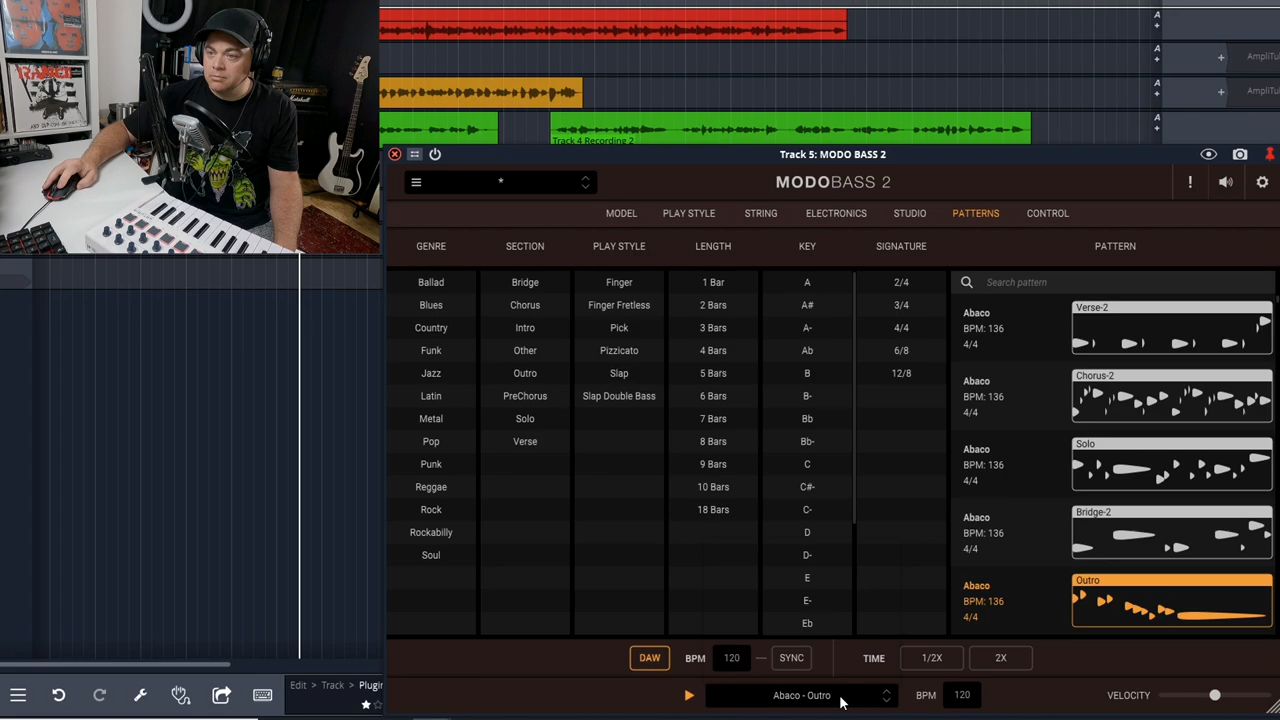 RANCID
Track 4 Recording 2
AmpliTu
AmpliTu
A
A
A
A
Track 5: MODO BASS 2
*
MODO BASS 2
!
MODEL PLAY STYLE STRING ELECTRONICS STUDIO PATTERNS CONTROL
GENRE SECTION PLAY STYLE LENGTH KEY SIGNATURE PATTERN
Ballad Bridge Finger 1 Bar A 2/4 Search pattern
Blues Chorus Finger Fretless 2 Bars A# 3/4
Country Intro Pick 3 Bars A- 4/4
Funk Other Pizzicato 4 Bars Ab 6/8
Jazz Outro Slap 5 Bars B 12/8
Latin PreChorus Slap Double Bass 6 Bars B-
Metal Solo 7 Bars Bb
Pop Verse 8 Bars Bb-
Punk 9 Bars C
Reggae 10 Bars C#-
Rock 18 Bars C-
Rockabilly D
Soul D-
E
E-
Eb
Abaco Verse-2
BPM: 136
4/4
Abaco Chorus-2
BPM: 136
4/4
Abaco Solo
BPM: 136
4/4
Abaco Bridge-2
BPM: 136
4/4
Abaco Outro
BPM: 136
4/4
DAW BPM 120 SYNC TIME 1/2X 2X
Abaco - Outro BPM 120 VELOCITY
Edit > Track > Plugin